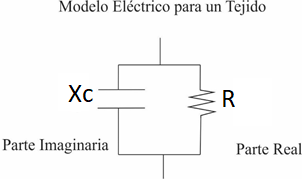 Modelo Eléctrico para un Tejido
Xc
R
Parte Imaginaria
Parte Real